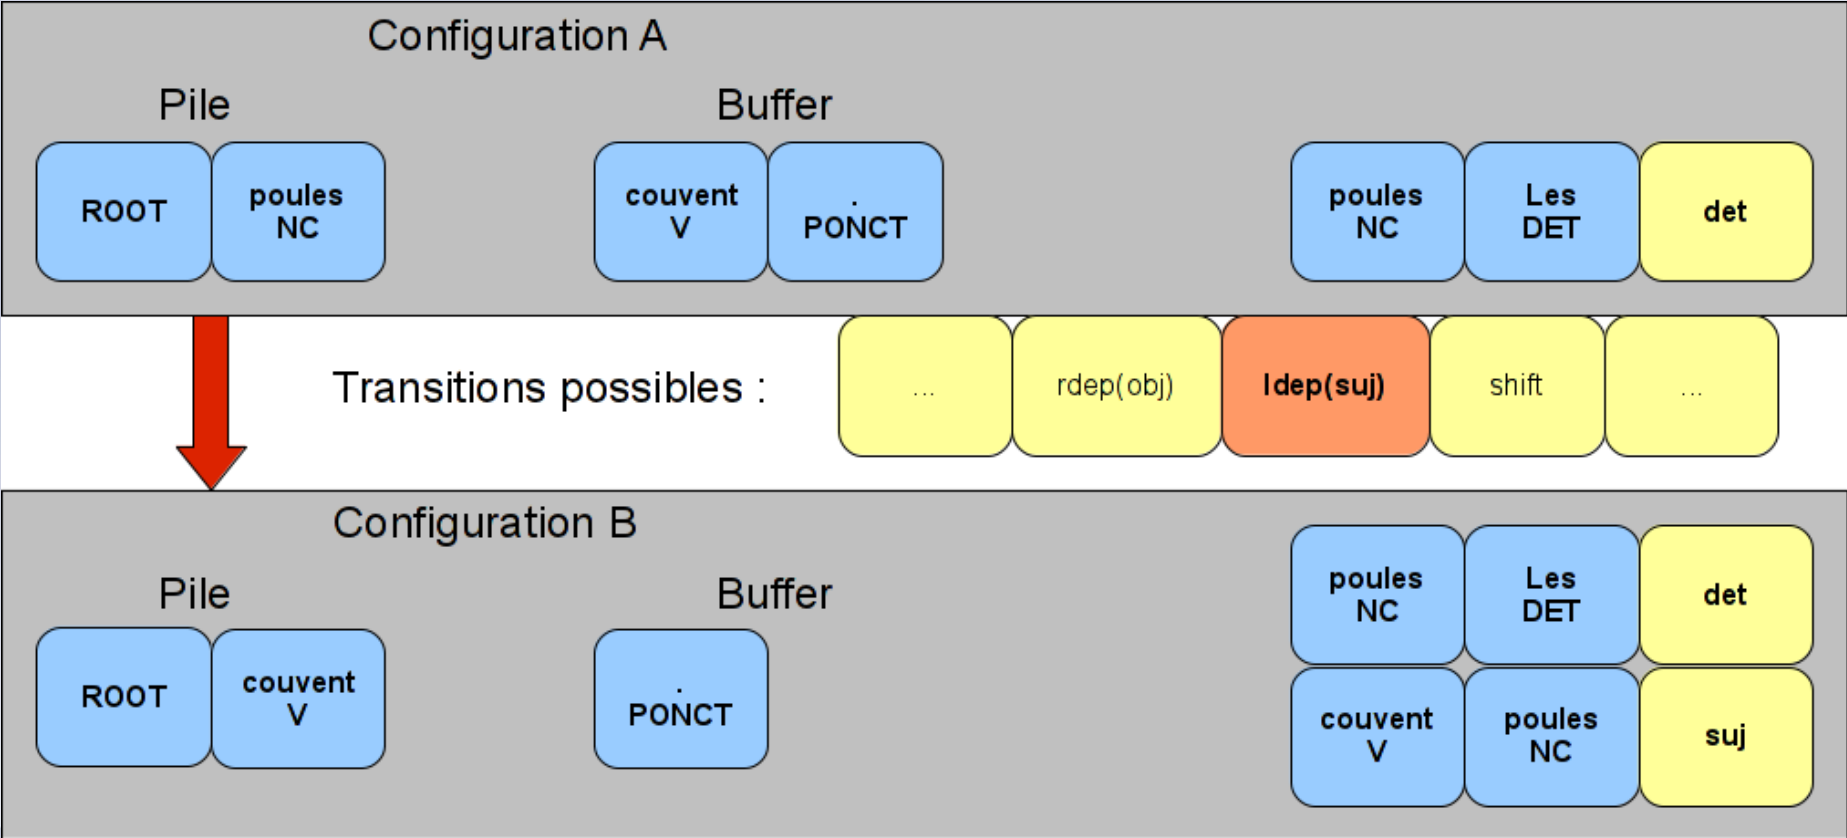 Configuration A
Pile
Buffer
ROOT
poules
NC
couvent
V
.
PONCT
poules
NC
Les
DET
det
Transitions possibles :
...
rdep(obj)
ldep(suj)
shift
...
Configuration B
Pile
Buffer
ROOT
couvent
V
.
PONCT
poules
NC
Les
DET
det
couvent
V
poules
NC
suj